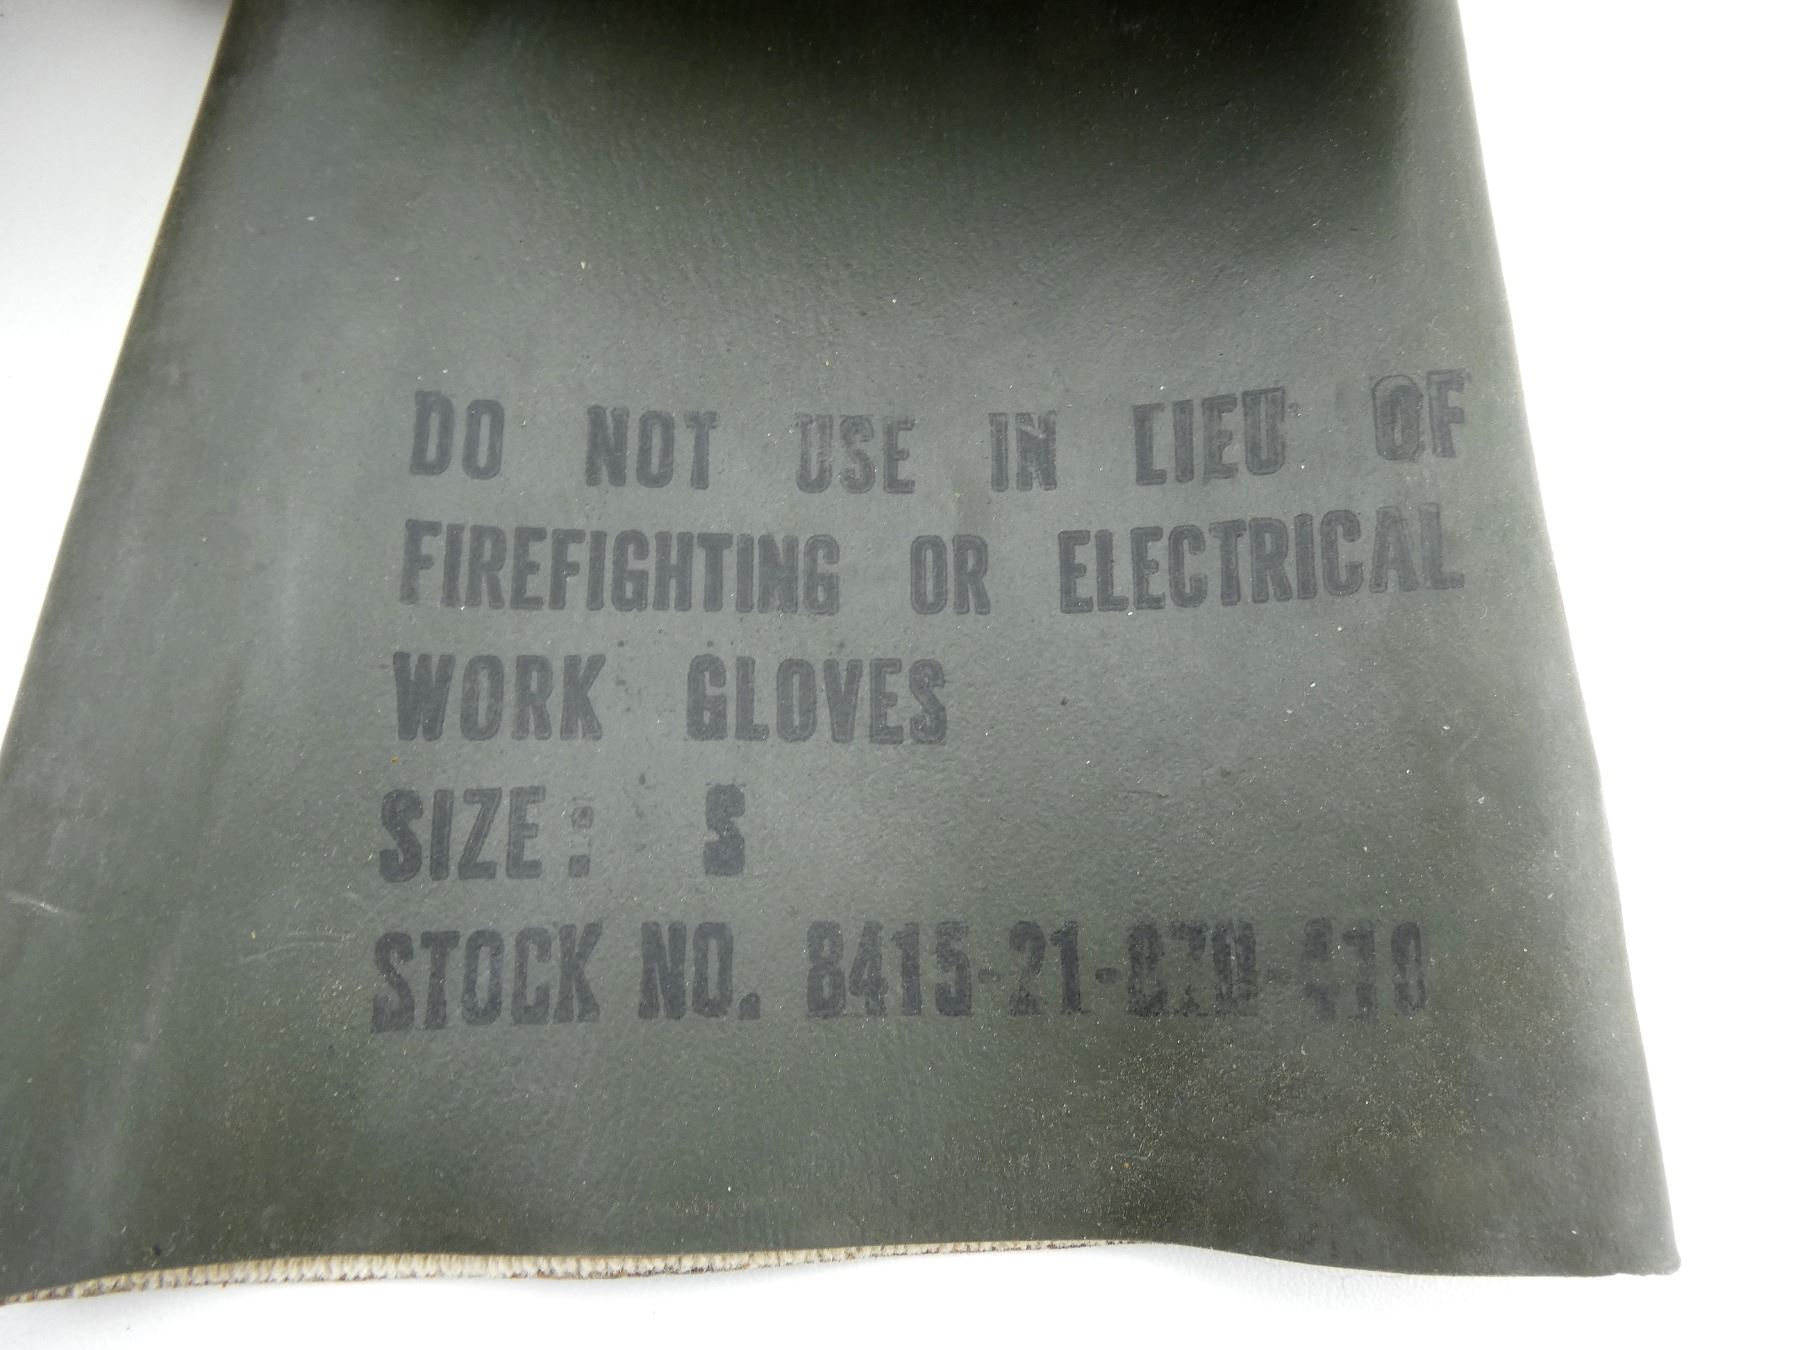 DO NOT USE IN LIEU OF
FIREFIGHTING OR ELECTRICAL
WORK GLOVES
SIZE: S
STOCK NO.